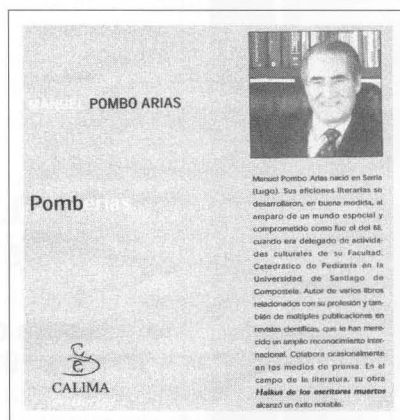 MANUEL POMBO ARIAS
Pomberías
CALIMA
Manuel Pombo Arias nació en Sarria
(Lugo). Sus aficiones literarias se
desarrollaron, en buena medida, al
amparo de un mundo especial y
comprometido como fue el del 68,
cuando era delegado de activida-
des culturales de su Facultad.
Catedrático de Pediatría en la
Universidad de Santiago de
Compostela. Autor de varios libros
relacionados con su profesión y tam-
bién de múltiples publicaciones en
revistas científicas, que le han mere-
cido un amplio reconocimiento inter-
nacional. Colabora ocasionalmente
en los medios de prensa. En el
campo de la literatura, su obra
Haikus de los escritores muertos
alcanzó un éxito notable.